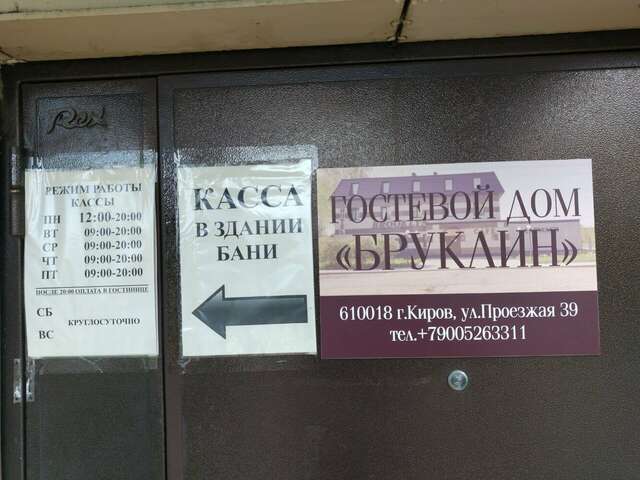 Rex
РЕЖИМ РАБОТЫ
КАССЫ
ПН 12:00-20:00
ВТ 09:00-20:00
СР 09:00-20:00
ЧТ 09:00-20:00
ПТ 09:00-20:00
ПОСЛЕ 20:00 ОПЛАТА В ГОСТИНИЦЕ
СБ
КРУГЛОСУТОЧНО
ВС
КАССА
В ЗДАНИИ
БАНИ
ГОСТЕВОЙ ДОМ
«БРУКЛИН»
610018 г.Киров, ул.Проезжая 39
тел.+79005263311